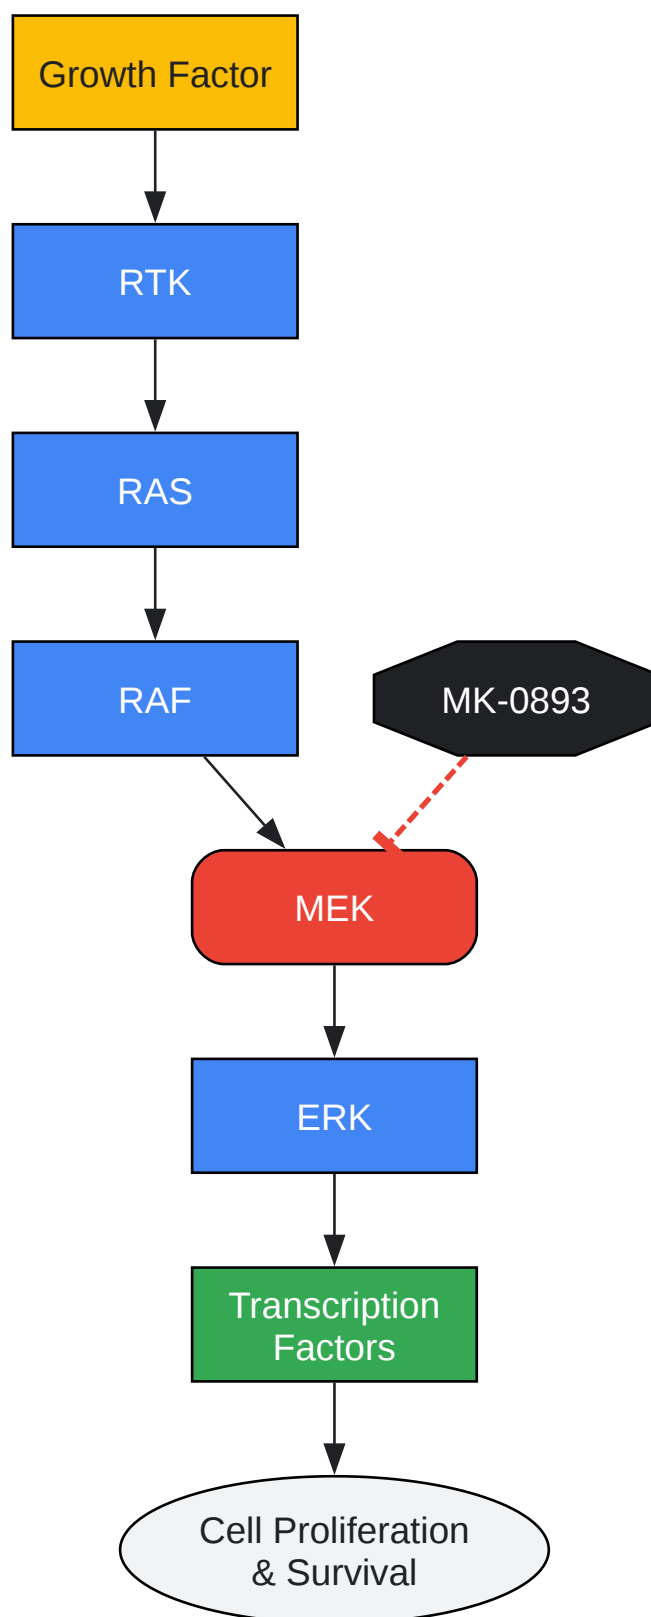 Growth Factor
RTK
RAS
RAF
MK-0893
MEK
ERK
Transcription
Factors
Cell Proliferation
& Survival